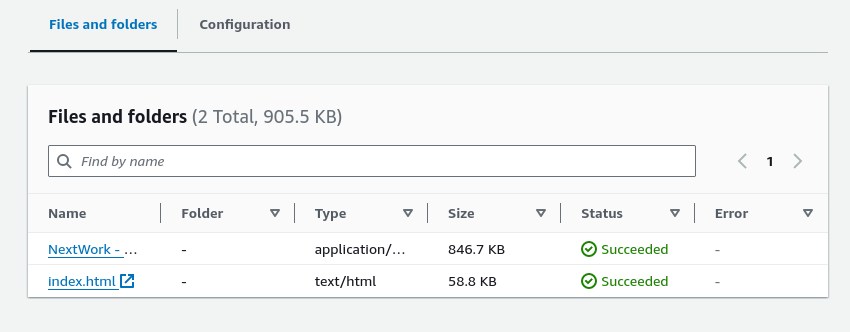 Files and folders Configuration
Files and folders (2 Total, 905.5 KB)
Find by name 1
Name Folder Type Size Status Error
NextWork - ... - application/... 846.7 KB Succeeded -
index.html - text/html 58.8 KB Succeeded -